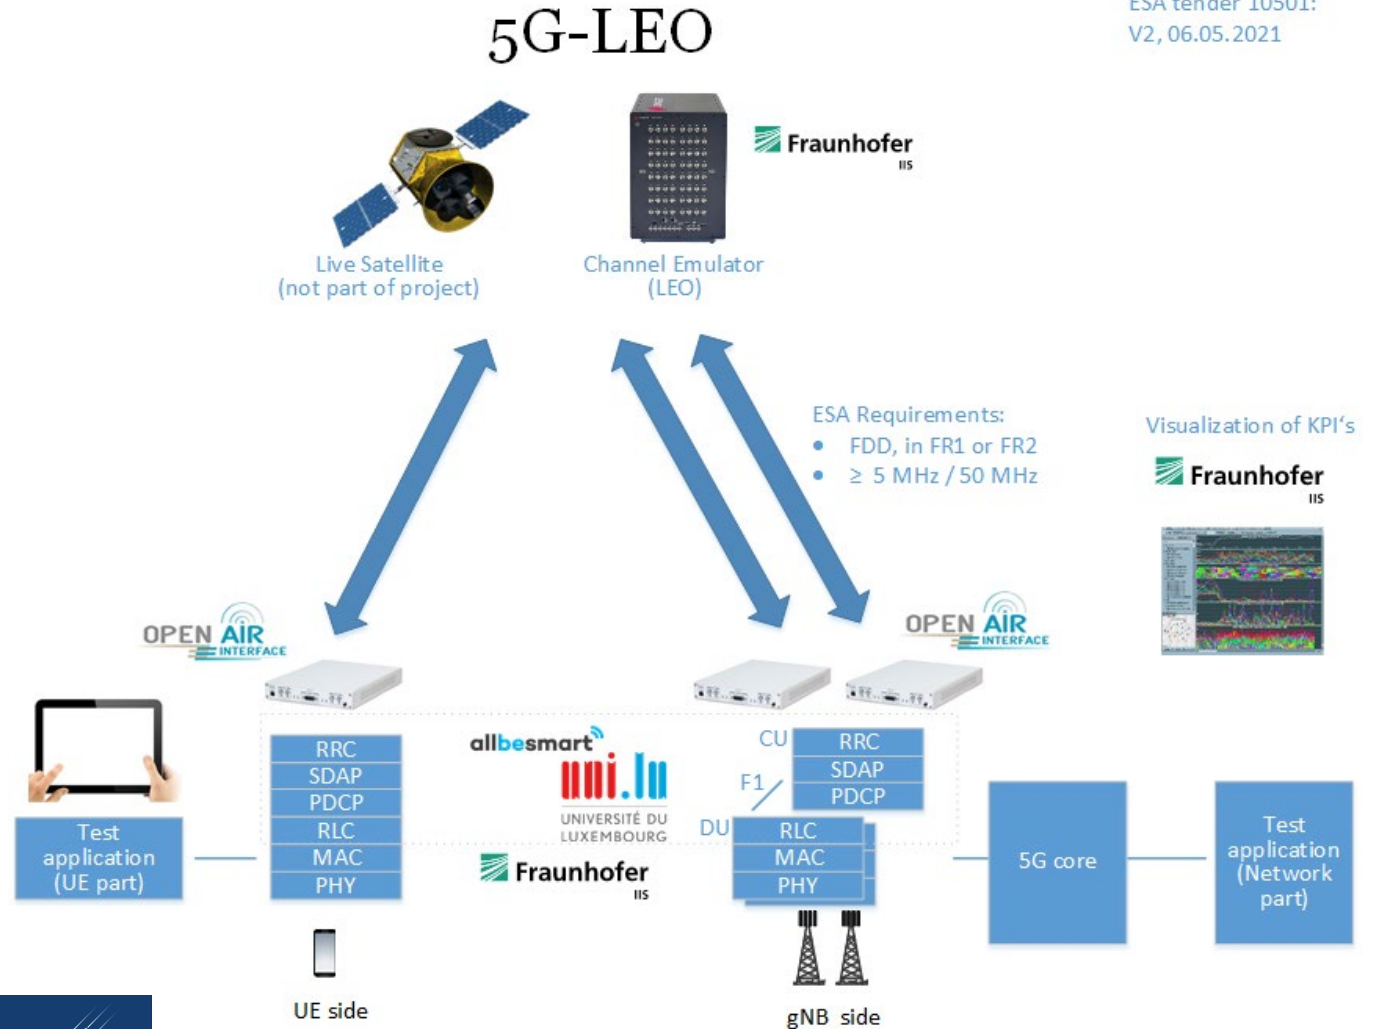 5G-LEO
ESA tender 10501:
V2, 06.05.2021
Fraunhofer
IIS
Live Satellite
(not part of project)
Channel Emulator
(LEO)
ESA Requirements:
• FDD, in FR1 or FR2
• ≥ 5 MHz / 50 MHz
Visualization of KPI‘s
Fraunhofer
IIS
OPEN AIR
INTERFACE
OPEN AIR
INTERFACE
Test
application
(UE part)
RRC
SDAP
PDCP
RLC
MAC
PHY
allbesmart
uni.lu
UNIVERSITÉ DU
LUXEMBOURG
Fraunhofer
IIS
CU
F1
DU
RRC
SDAP
PDCP
RLC
MAC
PHY
5G core
Test
application
(Network
part)
UE side
gNB side